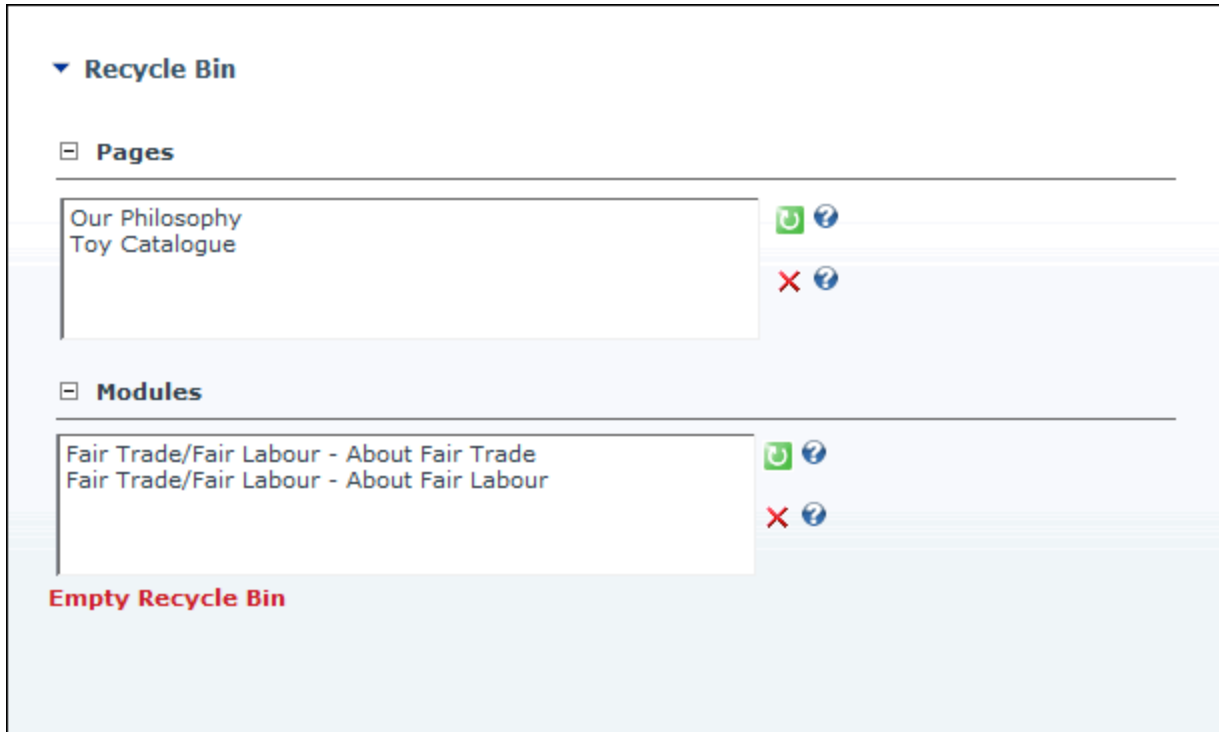 Recycle Bin
Pages
Our Philosophy
Toy Catalogue
Modules
Fair Trade/Fair Labour - About Fair Trade
Fair Trade/Fair Labour - About Fair Labour
Empty Recycle Bin